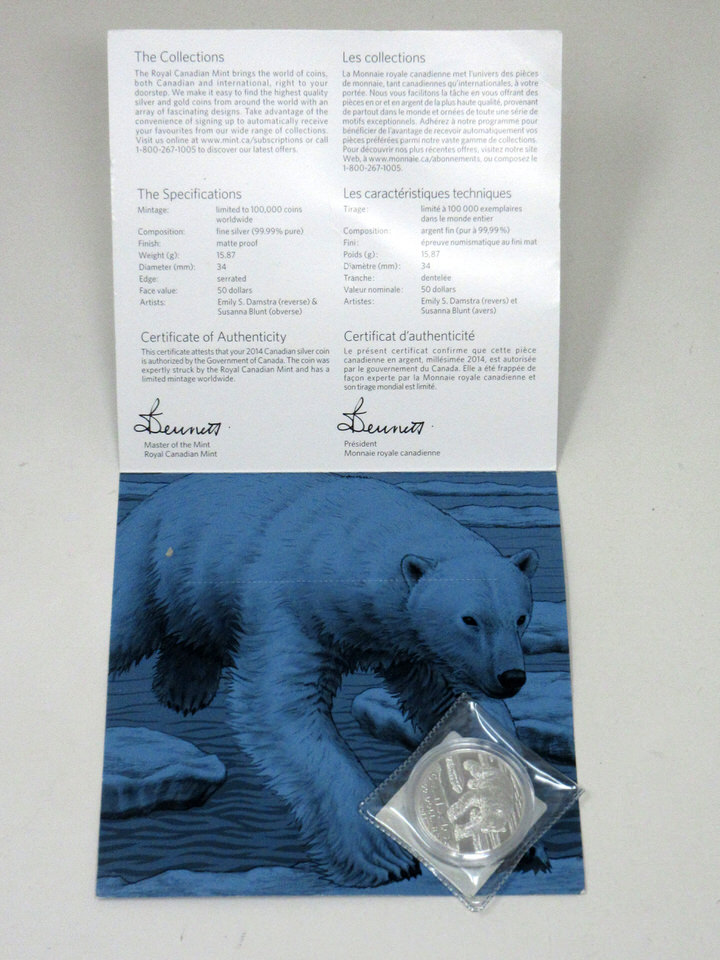 The Collections
The Royal Canadian Mint brings the world of coins,
both Canadian and international, right to your
doorstep. We make it easy to find the highest quality
silver and gold coins from around the world with an
array of fascinating designs. Take advantage of the
convenience of signing up to automatically receive
your favourites from our wide range of collections.
Visit us online at www.mint.ca/subscriptions or call
1-800-267-1005 to discover our latest offers.
The Specifications
Mintage: limited to 100,000 coins
worldwide
Composition: fine silver (99.99% pure)
Finish: matte proof
Weight (g): 15.87
Diameter (mm): 34
Edge: serrated
Face value: 50 dollars
Artists: Emily S. Damstra (reverse) &
Susanna Blunt (obverse)
Certificate of Authenticity
This certificate attests that your 2014 Canadian silver coin
is authorized by the Government of Canada. The coin was
expertly struck by the Royal Canadian Mint and has a
limited mintage worldwide.
Bennett
Master of the Mint
Royal Canadian Mint
Les collections
La Monnaie royale canadienne met l'univers des pièces
de monnaie, tant canadiennes qu'internationales, à votre
portée. Nous vous facilitons la tâche en vous offrant des
pièces en or et en argent de la plus haute qualité, provenant
de partout dans le monde et ornées de toute une série de
motifs exceptionnels. Adhérez à notre programme pour
bénéficier de l'avantage de recevoir automatiquement vos
pièces préférées parmi notre vaste gamme de collections.
Pour découvrir nos plus récentes offres, visitez notre site
Web, à www.monnaie.ca/abonnements, ou composez le
1-800-267-1005.
Les caractéristiques techniques
Tirage: limité à 100 000 exemplaires
dans le monde entier
Composition: argent fin (pur à 99,99 %)
Fini: épreuve numismatique au fini mat
Poids (g): 15,87
Diamètre (mm): 34
Tranche: dentelée
Valeur nominale: 50 dollars
Artistes: Emily S. Damstra (revers) et
Susanna Blunt (avers)
Certificat d'authenticité
Le présent certificat confirme que cette pièce
canadienne en argent, millésimée 2014, est autorisée
par le gouvernement du Canada. Elle a été frappée de
façon experte par la Monnaie royale canadienne et
son tirage mondial est limité.
Bennett
Président
Monnaie royale canadienne